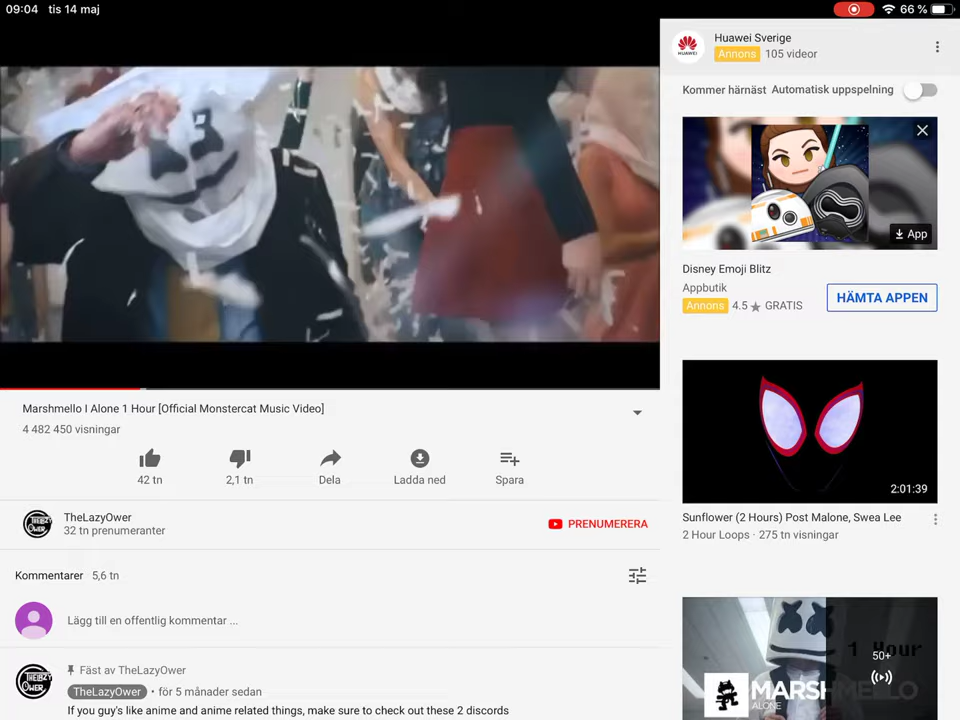 09:04 tis 14 maj
66 %
Huawei Sverige
Annons 105 videor
HUAWEI
Kommer härnäst Automatisk uppspelning
App
Disney Emoji Blitz
Appbutik
Annons 4.5 ★ GRATIS
HÄMTA APPEN
Marshmello I Alone 1 Hour [Official Monstercat Music Video]
4 482 450 visningar
42 tn
2,1 tn
Dela
Ladda ned
Spara
TheLazyOwer
32 tn prenumeranter
PRENUMERERA
Kommentarer 5,6 tn
Lägg till en offentlig kommentar ...
Fäst av TheLazyOwer
TheLazyOwer • för 5 månader sedan
If you guy's like anime and anime related things, make sure to check out these 2 discords
2:01:39
Sunflower (2 Hours) Post Malone, Swea Lee
2 Hour Loops · 275 tn visningar
1 Hour
50+
MARSHMELLO
ALONE